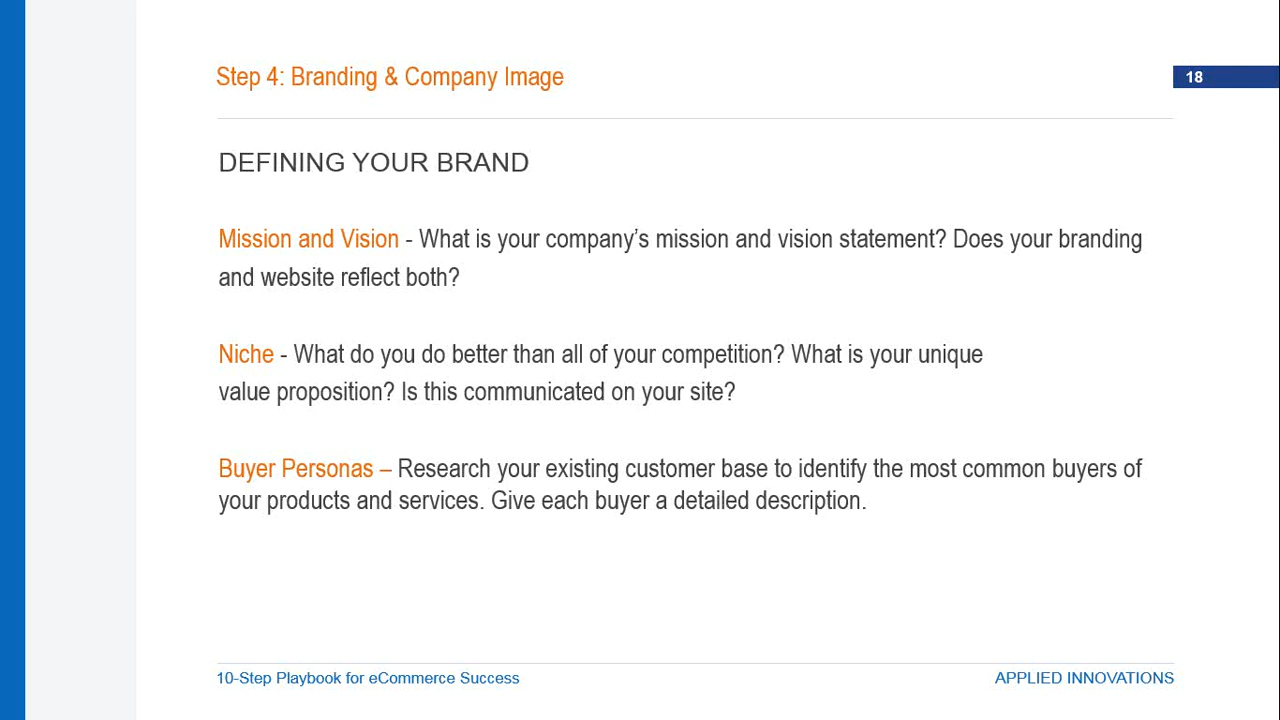 Step 4: Branding & Company Image
18
DEFINING YOUR BRAND
Mission and Vision - What is your company’s mission and vision statement? Does your branding
and website reflect both?
Niche - What do you do better than all of your competition? What is your unique
value proposition? Is this communicated on your site?
Buyer Personas – Research your existing customer base to identify the most common buyers of
your products and services. Give each buyer a detailed description.
10-Step Playbook for eCommerce Success
APPLIED INNOVATIONS